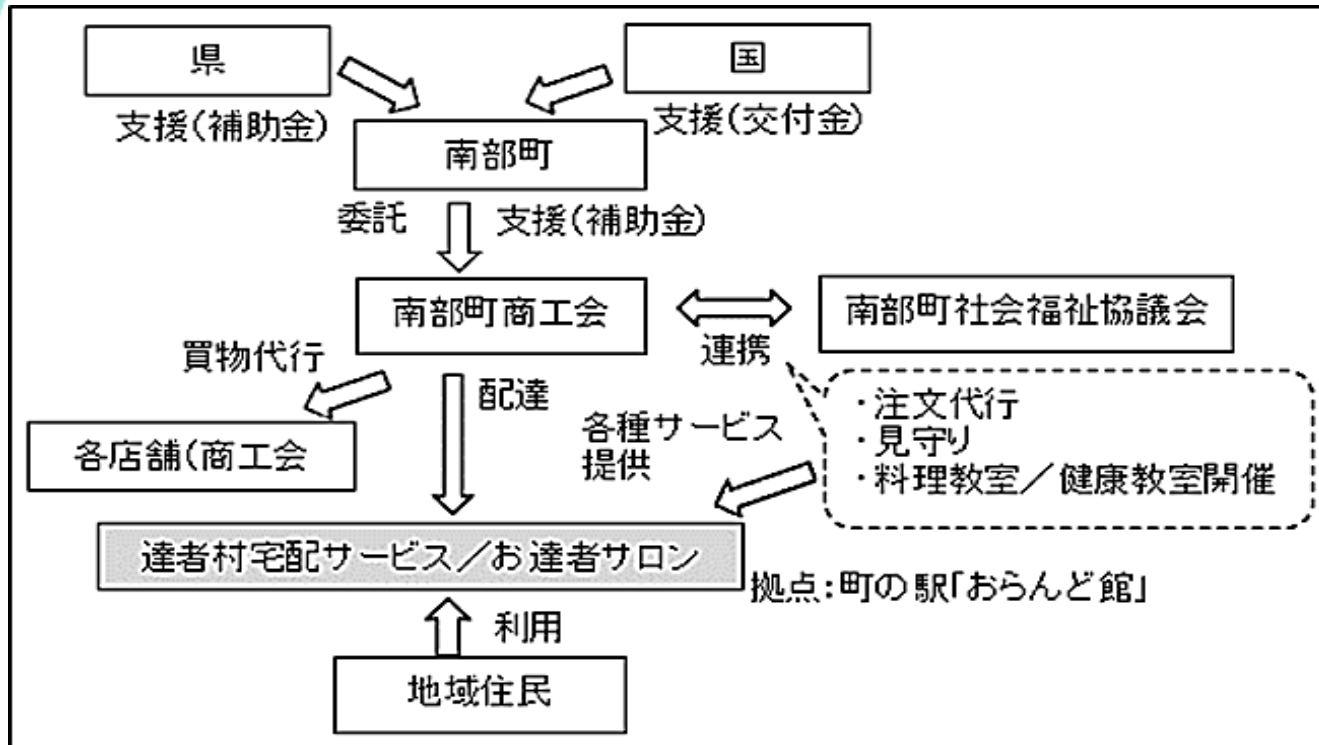 県
国
支援(補助金)
支援(交付金)
南部町
委託
支援(補助金)
南部町商工会
南部町社会福祉協議会
連携
買物代行
配達
各種サービス
提供
・注文代行
・見守り
・料理教室／健康教室開催
各店舗(商工会
達者村宅配サービス／お達者サロン
拠点:町の駅「おらんど館」
利用
地域住民